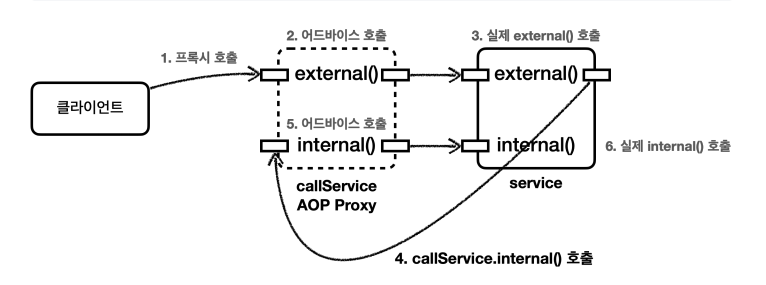 2. 어드바이스 호출
3. 실제 external() 호출
1. 프록시 호출
external()
external()
클라이언트
5. 어드바이스 호출
internal()
internal()
6. 실제 internal() 호출
callService
AOP Proxy
service
4. callService.internal() 호출